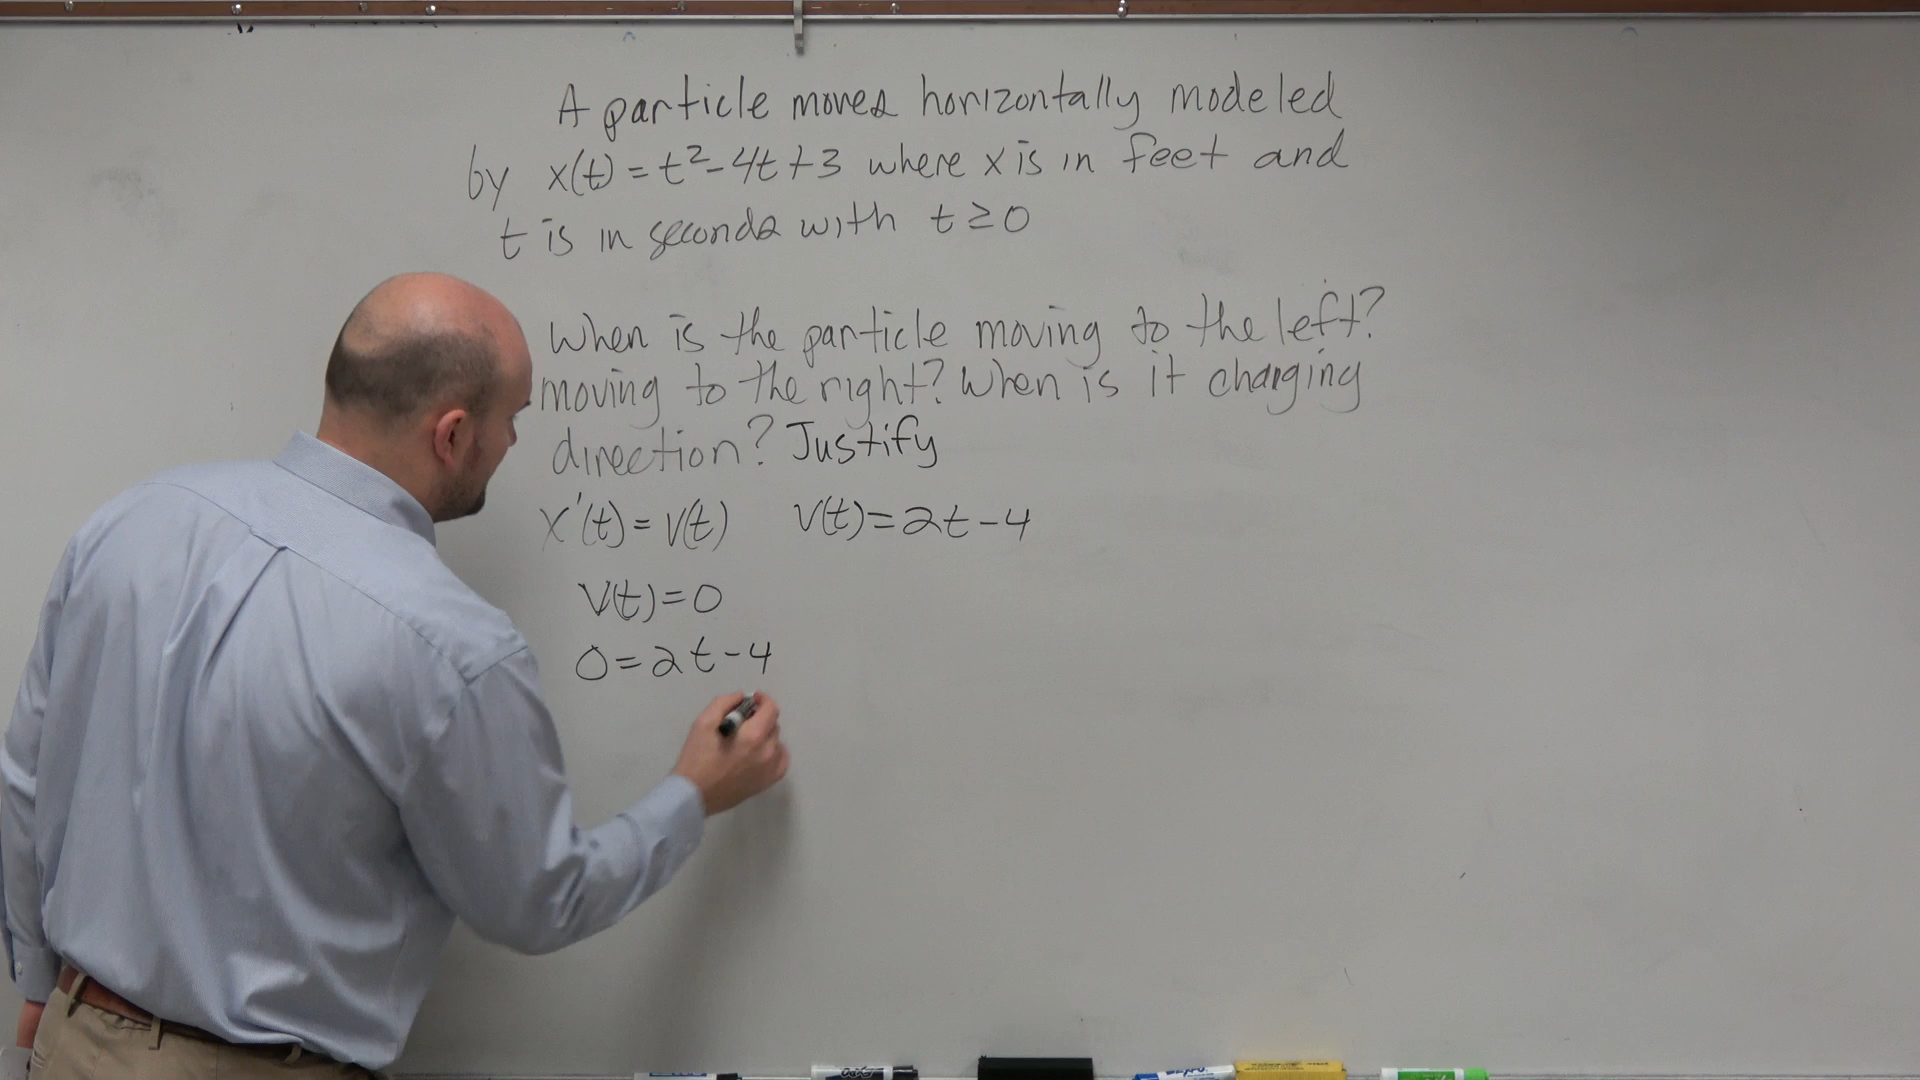 A particle moves horizontally modeled
by x(t) = t² - 4t + 3 where x is in feet and
t is in seconds with t ≥ 0
When is the particle moving to the left?
moving to the right? When is it changing
direction? Justify
x'(t) = v(t) v(t) = 2t - 4
v(t) = 0
0 = 2t - 4